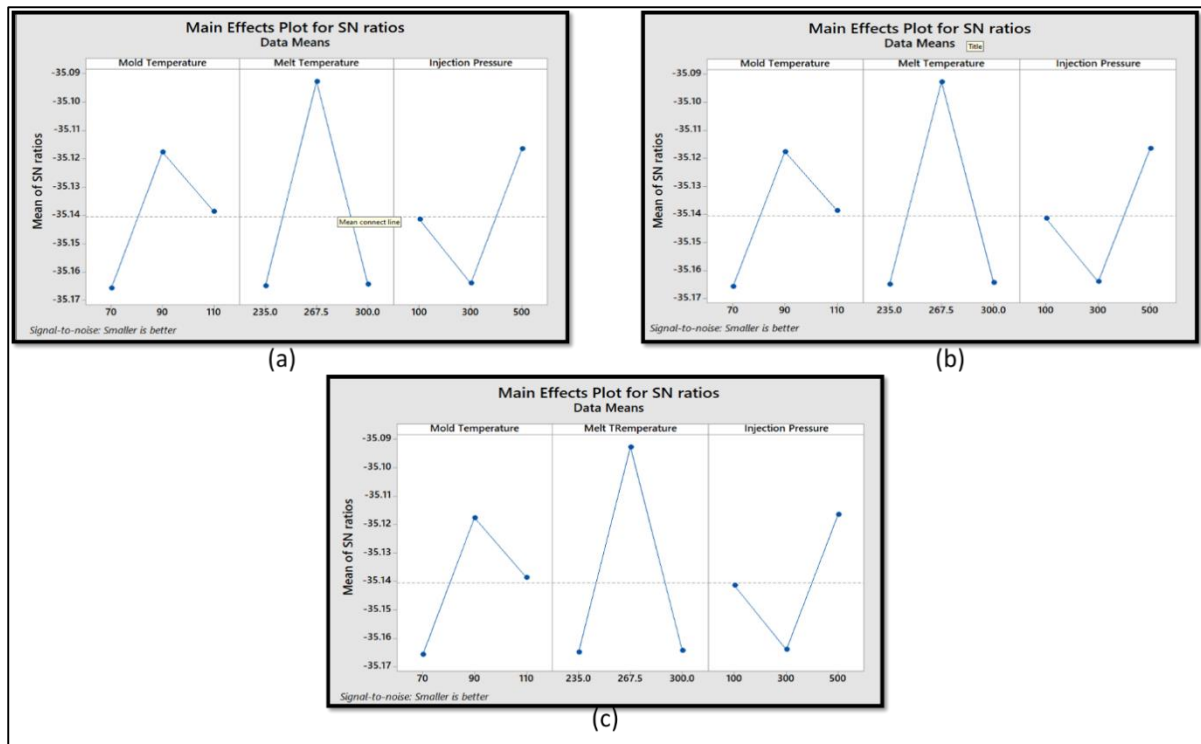 Main Effects Plot for SN ratios
Data Means
Mold Temperature
Melt Temperature
Injection Pressure
Mean of SN ratios
-35.09
-35.10
-35.11
-35.12
-35.13
-35.14
-35.15
-35.16
-35.17
Mean connect line
70 90 110 235.0 267.5 300.0 100 300 500
Signal-to-noise: Smaller is better
(a)
Main Effects Plot for SN ratios
Data Means Title
Mold Temperature
Melt Temperature
Injection Pressure
Mean of SN ratios
-35.09
-35.10
-35.11
-35.12
-35.13
-35.14
-35.15
-35.16
-35.17
70 90 110 235.0 267.5 300.0 100 300 500
Signal-to-noise: Smaller is better
(b)
Main Effects Plot for SN ratios
Data Means
Mold Temperature
Melt TRemperature
Injection Pressure
Mean of SN ratios
-35.09
-35.10
-35.11
-35.12
-35.13
-35.14
-35.15
-35.16
-35.17
70 90 110 235.0 267.5 300.0 100 300 500
Signal-to-noise: Smaller is better
(c)